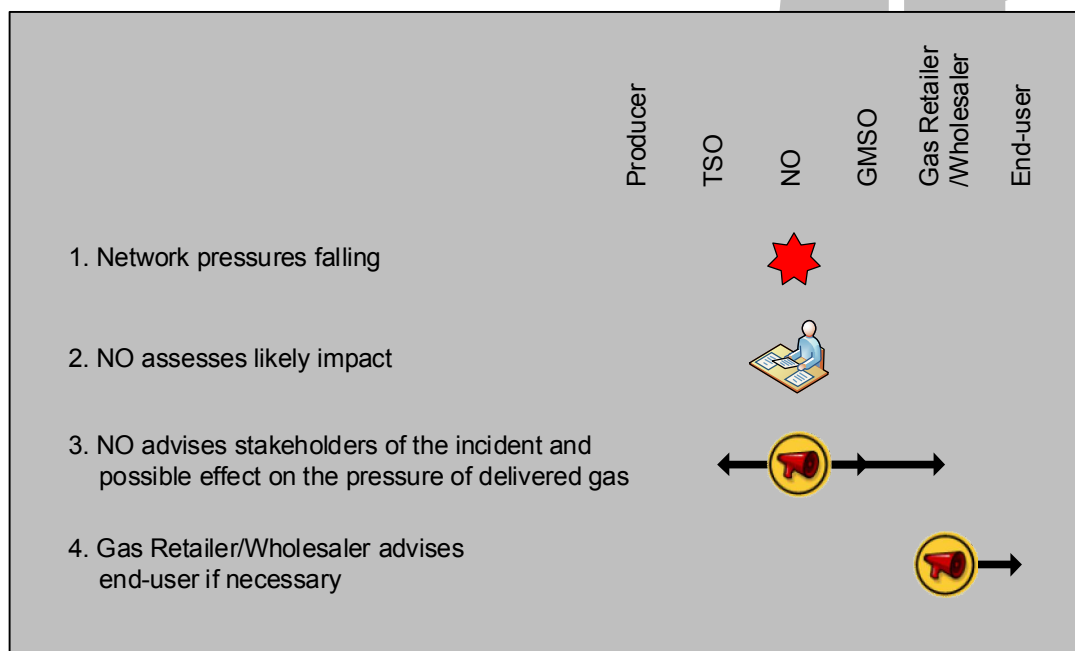 Producer
TSO
NO
GMSO
Gas Retailer
/Wholesaler
End-user
1. Network pressures falling
2. NO assesses likely impact
3. NO advises stakeholders of the incident and
possible effect on the pressure of delivered gas
4. Gas Retailer/Wholesaler advises
end-user if necessary